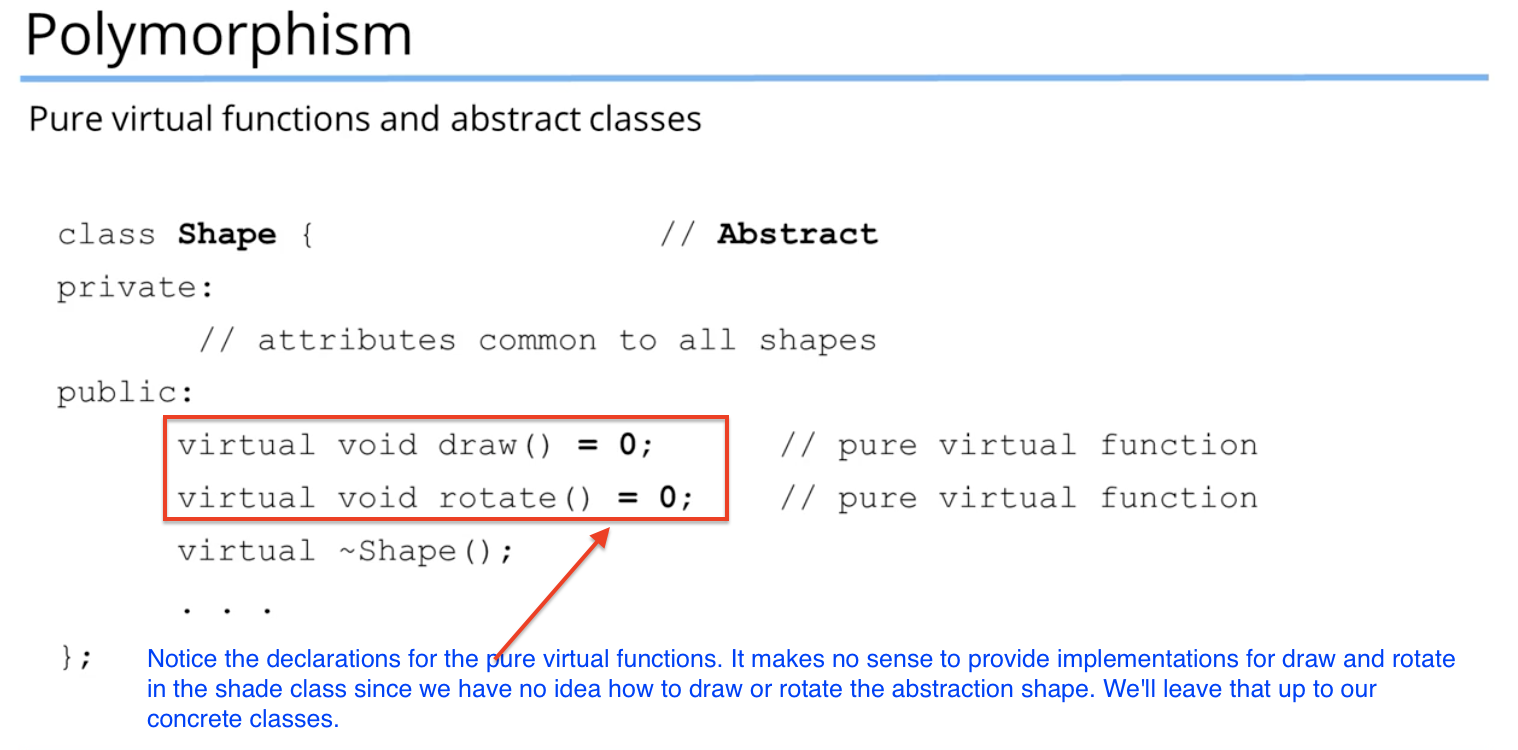 Polymorphism
Pure virtual functions and abstract classes
class Shape { // Abstract
private:
// attributes common to all shapes
public:
virtual void draw() = 0; // pure virtual function
virtual void rotate() = 0; // pure virtual function
virtual ~Shape();
. . .
};
Notice the declarations for the pure virtual functions. It makes no sense to provide implementations for draw and rotate
in the shade class since we have no idea how to draw or rotate the abstraction shape. We'll leave that up to our
concrete classes.